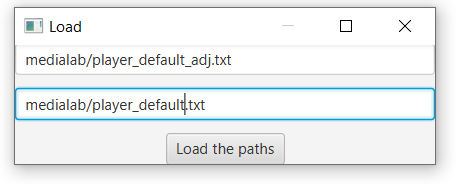 Load
medialab/player_default_adj.txt
medialab/player_default.txt
Load the paths